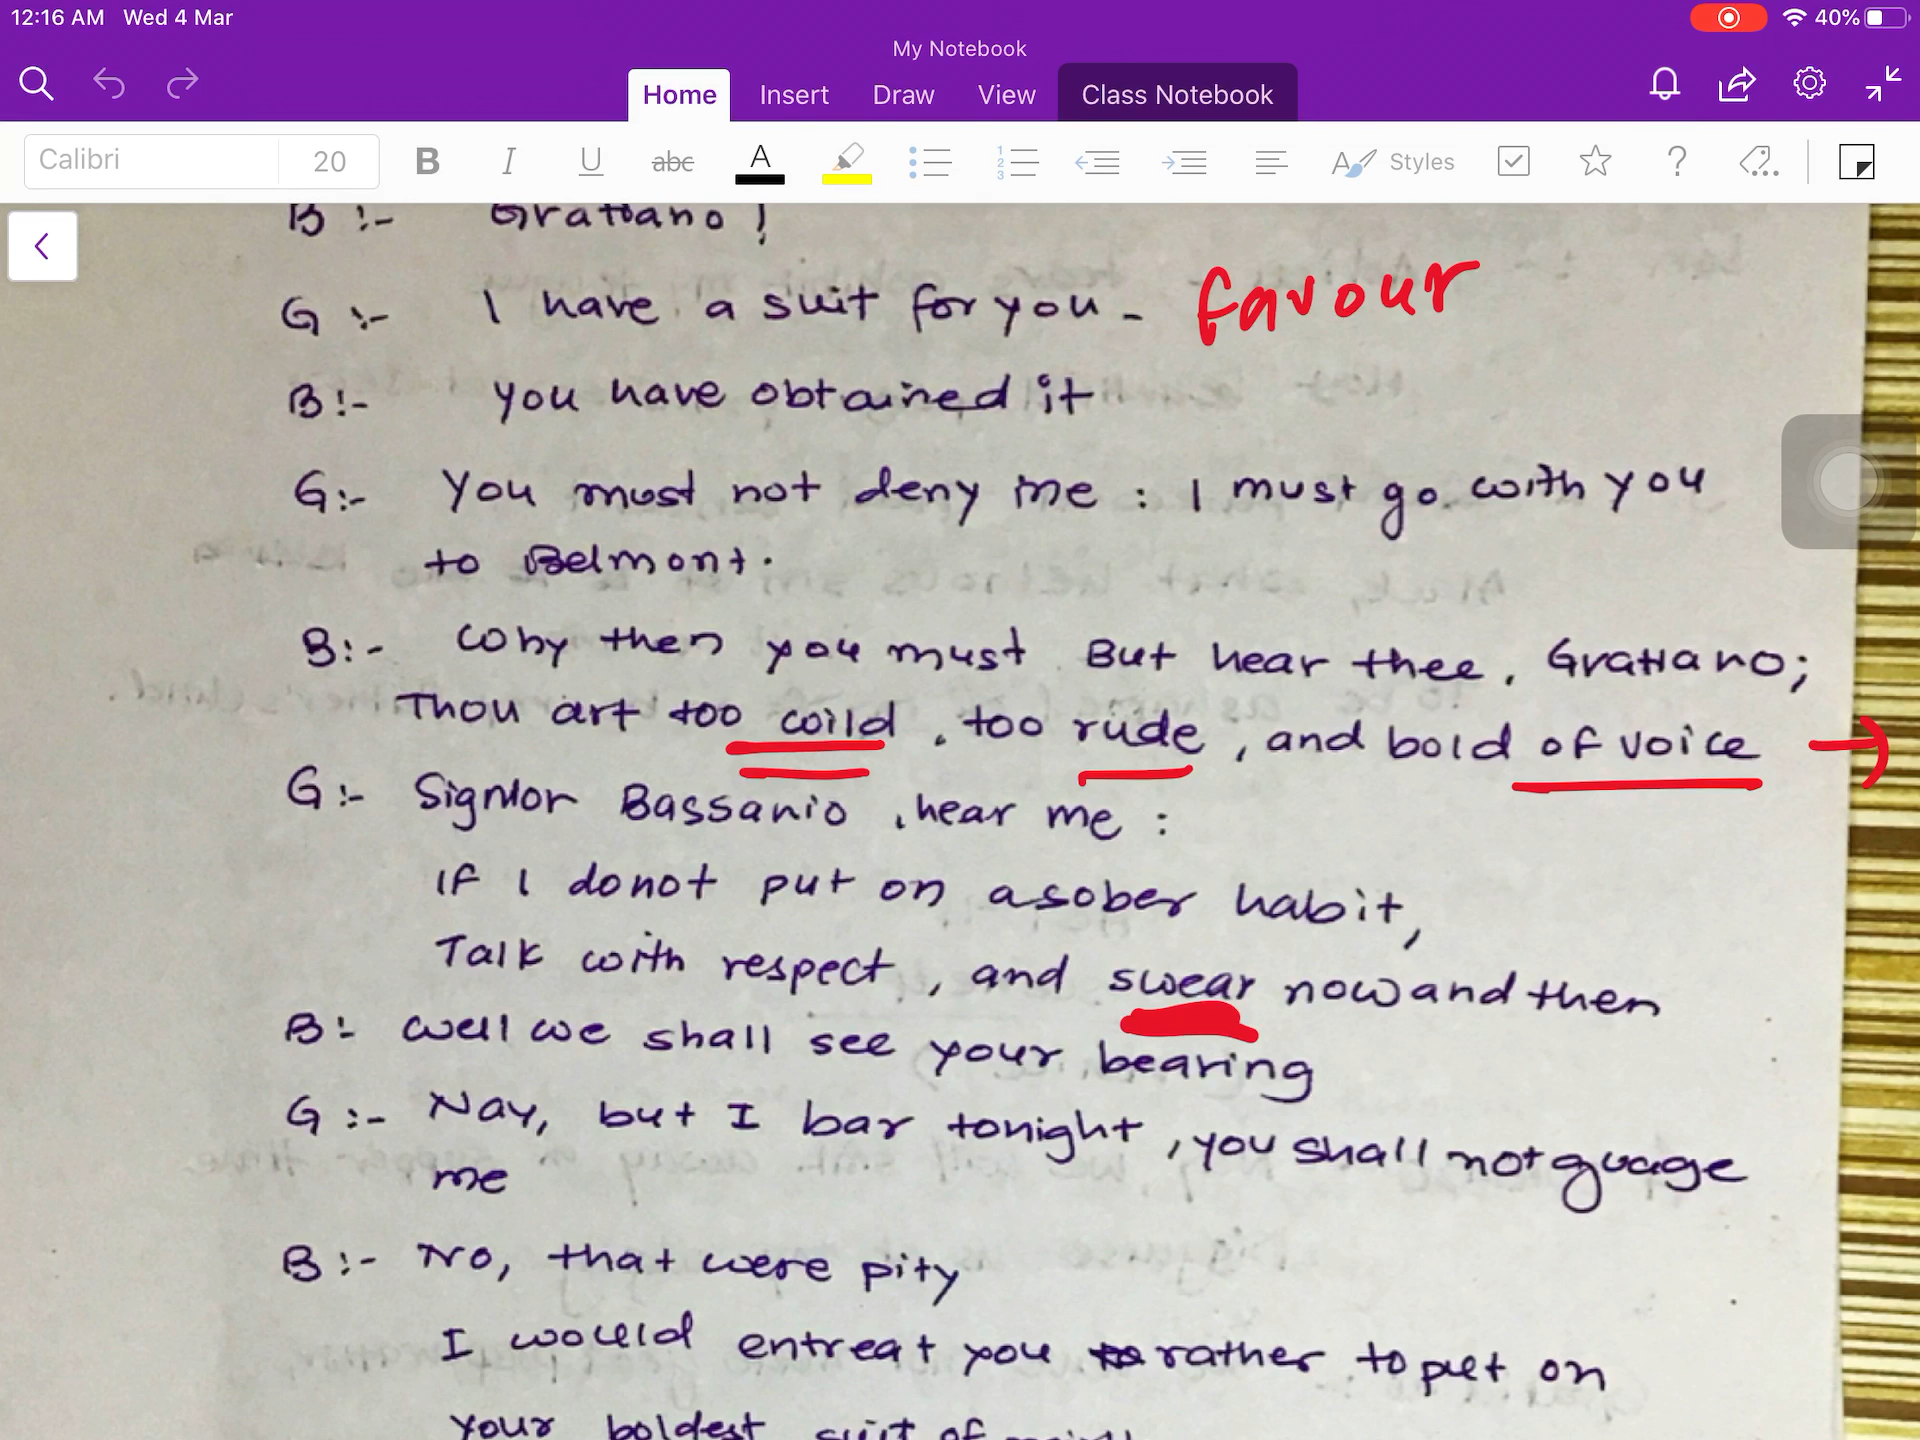 12:16 AM Wed 4 Mar 40%
My Notebook
Home Insert Draw View Class Notebook
Calibri 20 B I U abc A Styles
B :- Gratiano !
G :- I have a suit for you - favour
B :- you have obtained it
G :- You must not deny me : I must go with you
to Belmont.
B :- Why then you must But hear thee, Gratiano;
Thou art too wild, too rude, and bold of voice →
G :- Signior Bassanio, hear me :
If I donot put on a sober habit,
Talk with respect, and swear now and then
B :- Well we shall see your bearing
G :- Nay, but I bar tonight, you shall not guage
me
B :- No, that were pity
I would entreat you rather to put on
your boldest suit of